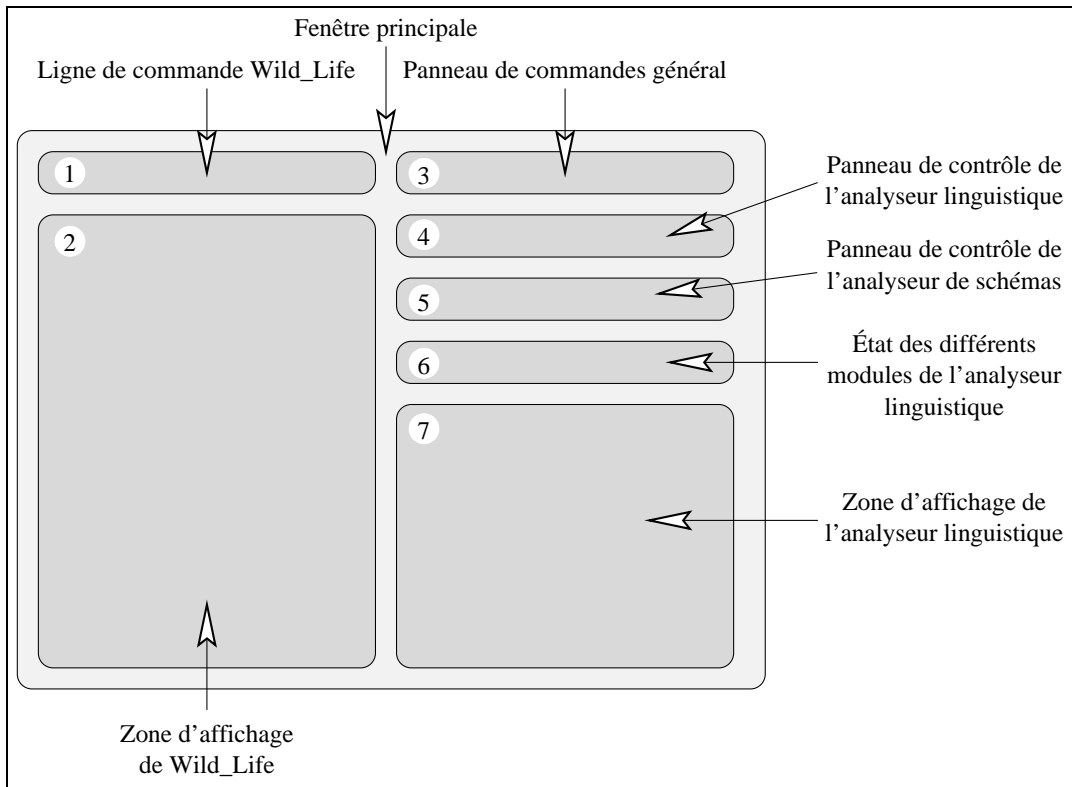 Fenêtre principale
Ligne de commande Wild_Life
Panneau de commandes général
1
3
Panneau de contrôle de
l’analyseur linguistique
2
4
Panneau de contrôle de
l’analyseur de schémas
5
État des différents
modules de l’analyseur
linguistique
6
7
Zone d’affichage de
l’analyseur linguistique
Zone d’affichage
de Wild_Life